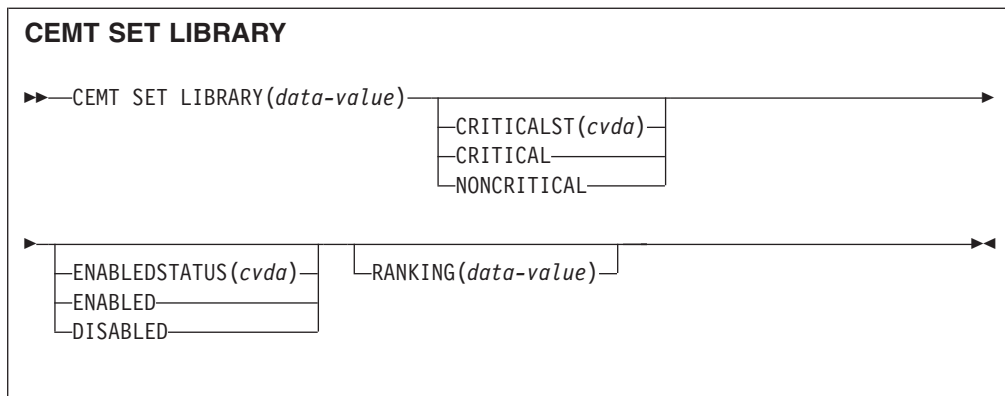 CEMT SET LIBRARY
CEMT SET LIBRARY(data-value)
CRITICALST(cvda)
CRITICAL
NONCRITICAL
ENABLEDSTATUS(cvda)
ENABLED
DISABLED
RANKING(data-value)